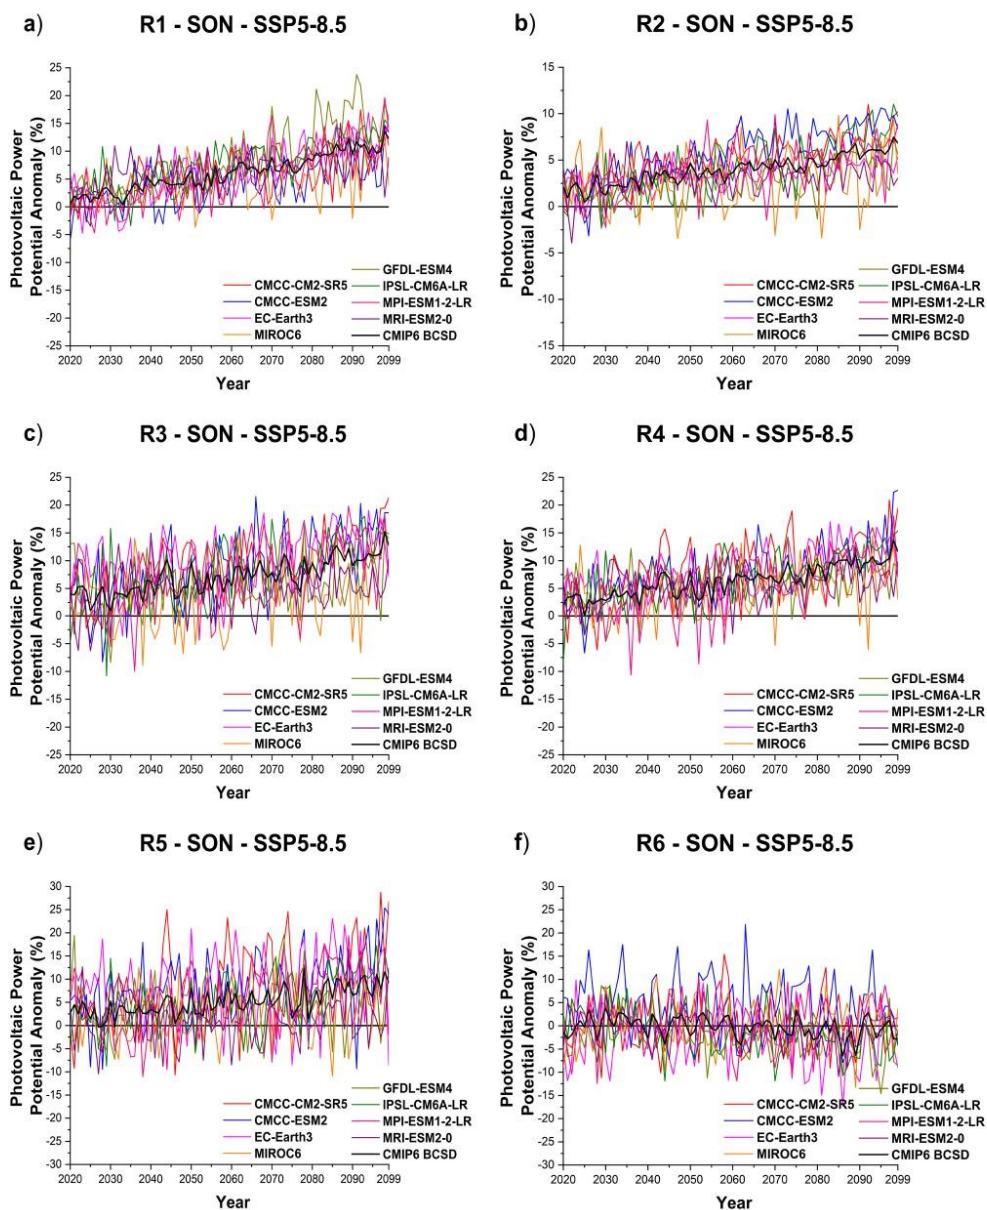 a)
R1 - SON - SSP5-8.5
Photovoltaic Power
Potential Anomaly (%)
25
20
15
10
5
0
-5
-10
-15
-20
-25
2020 2030 2040 2050 2060 2070 2080 2090 2099
Year
CMCC-CM2-SR5
CMCC-ESM2
EC-Earth3
MIROC6
GFDL-ESM4
IPSL-CM6A-LR
MPI-ESM1-2-LR
MRI-ESM2-0
CMIP6 BCSD
b)
R2 - SON - SSP5-8.5
Photovoltaic Power
Potential Anomaly (%)
15
10
5
0
-5
-10
-15
2020 2030 2040 2050 2060 2070 2080 2090 2099
Year
CMCC-CM2-SR5
CMCC-ESM2
EC-Earth3
MIROC6
GFDL-ESM4
IPSL-CM6A-LR
MPI-ESM1-2-LR
MRI-ESM2-0
CMIP6 BCSD
c)
R3 - SON - SSP5-8.5
Photovoltaic Power
Potential Anomaly (%)
25
20
15
10
5
0
-5
-10
-15
-20
-25
2020 2030 2040 2050 2060 2070 2080 2090 2099
Year
CMCC-CM2-SR5
CMCC-ESM2
EC-Earth3
MIROC6
GFDL-ESM4
IPSL-CM6A-LR
MPI-ESM1-2-LR
MRI-ESM2-0
CMIP6 BCSD
d)
R4 - SON - SSP5-8.5
Photovoltaic Power
Potential Anomaly (%)
25
20
15
10
5
0
-5
-10
-15
-20
-25
2020 2030 2040 2050 2060 2070 2080 2090 2099
Year
CMCC-CM2-SR5
CMCC-ESM2
EC-Earth3
MIROC6
GFDL-ESM4
IPSL-CM6A-LR
MPI-ESM1-2-LR
MRI-ESM2-0
CMIP6 BCSD
e)
R5 - SON - SSP5-8.5
Photovoltaic Power
Potential Anomaly (%)
30
25
20
15
10
5
0
-5
-10
-15
-20
-25
-30
2020 2030 2040 2050 2060 2070 2080 2090 2099
Year
CMCC-CM2-SR5
CMCC-ESM2
EC-Earth3
MIROC6
GFDL-ESM4
IPSL-CM6A-LR
MPI-ESM1-2-LR
MRI-ESM2-0
CMIP6 BCSD
f)
R6 - SON - SSP5-8.5
Photovoltaic Power
Potential Anomaly (%)
30
25
20
15
10
5
0
-5
-10
-15
-20
-25
-30
2020 2030 2040 2050 2060 2070 2080 2090 2099
Year
CMCC-CM2-SR5
CMCC-ESM2
EC-Earth3
MIROC6
GFDL-ESM4
IPSL-CM6A-LR
MPI-ESM1-2-LR
MRI-ESM2-0
CMIP6 BCSD